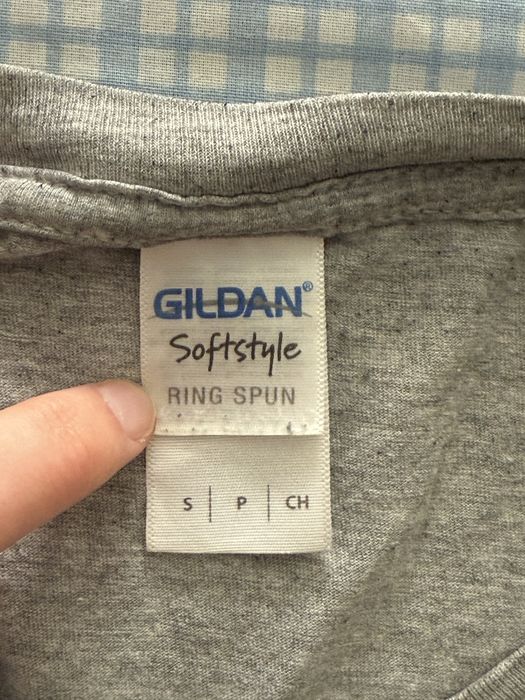 GILDAN®
Softstyle
RING SPUN
S | P | CH